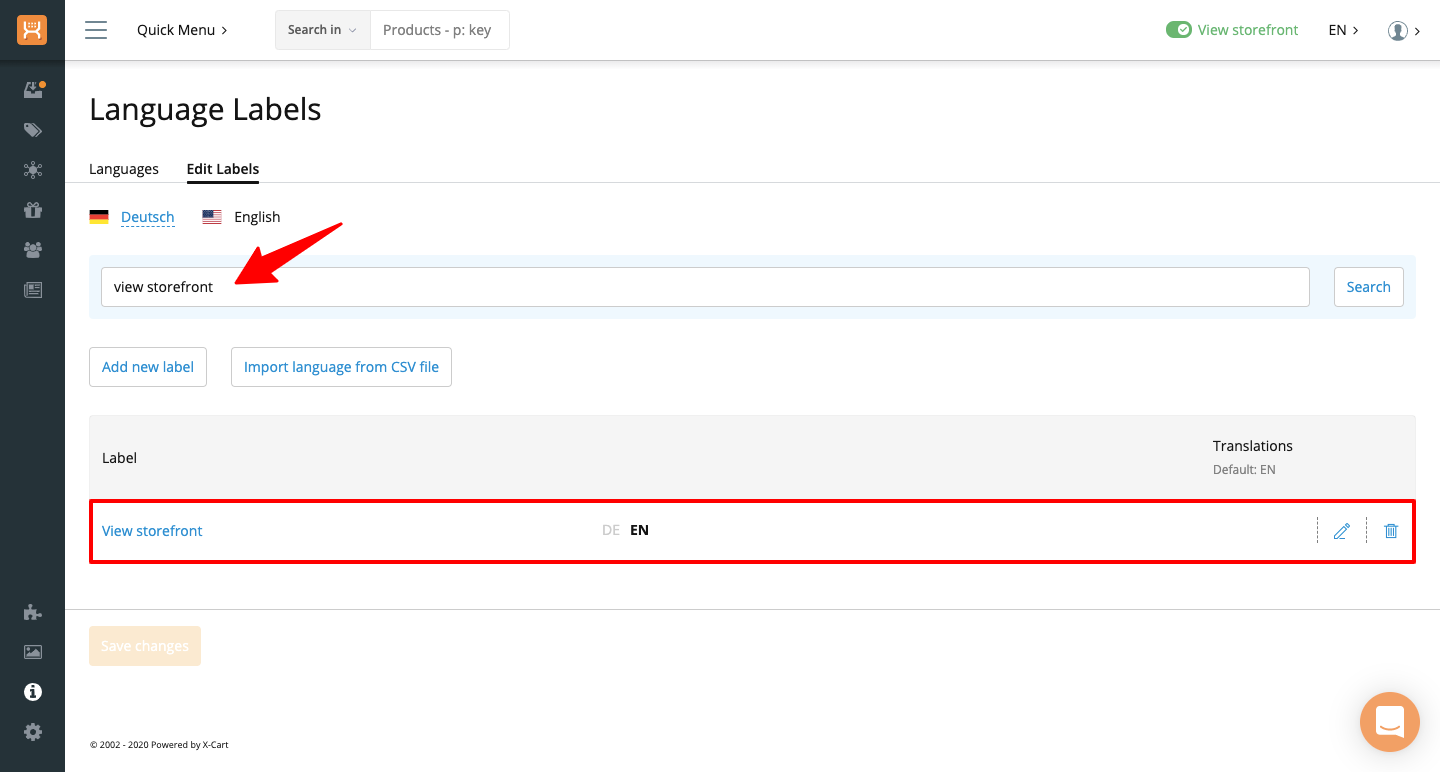 Quick Menu
Search in
Products - p: key
View storefront
EN
Language Labels
Languages
Edit Labels
Deutsch
English
view storefront
Search
Add new label
Import language from CSV file
Label
Translations
Default: EN
View storefront
DE
EN
Save changes
© 2002 - 2020 Powered by X-Cart